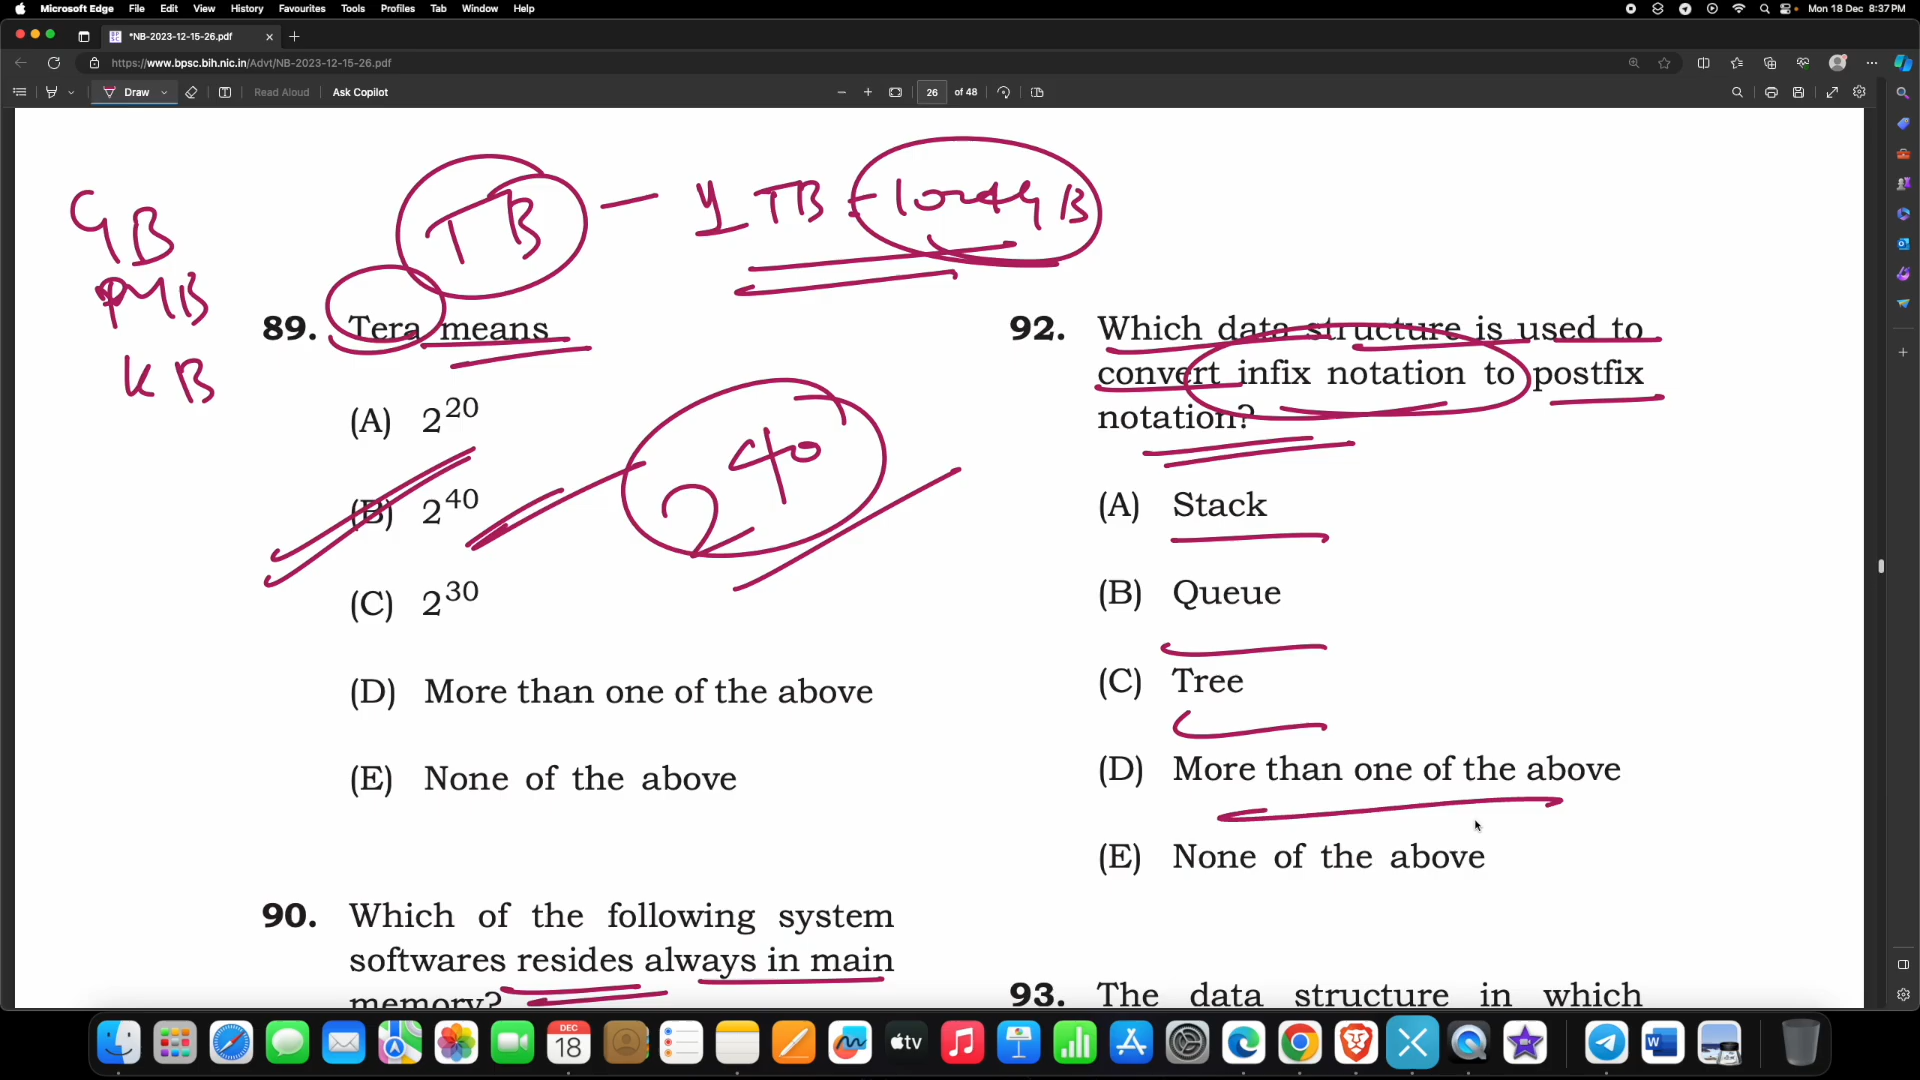 Microsoft Edge File Edit View History Favourites Tools Profiles Tab Window Help Mon 18 Dec 8:37 PM
*NB-2023-12-15-26.pdf
https://www.bpsc.bih.nic.in/Advt/NB-2023-12-15-26.pdf
Draw Read Aloud Ask Copilot 26 of 48
GB
MB
KB
TB — 1 TB = 1024 GB
89. Tera means
(A) 2^20
(B) 2^40
2^40
(C) 2^30
(D) More than one of the above
(E) None of the above
90. Which of the following system
softwares resides always in main
memory?
92. Which data structure is used to
convert infix notation to postfix
notation?
(A) Stack
(B) Queue
(C) Tree
(D) More than one of the above
(E) None of the above
93. The data structure in which
DEC
18
tv
W